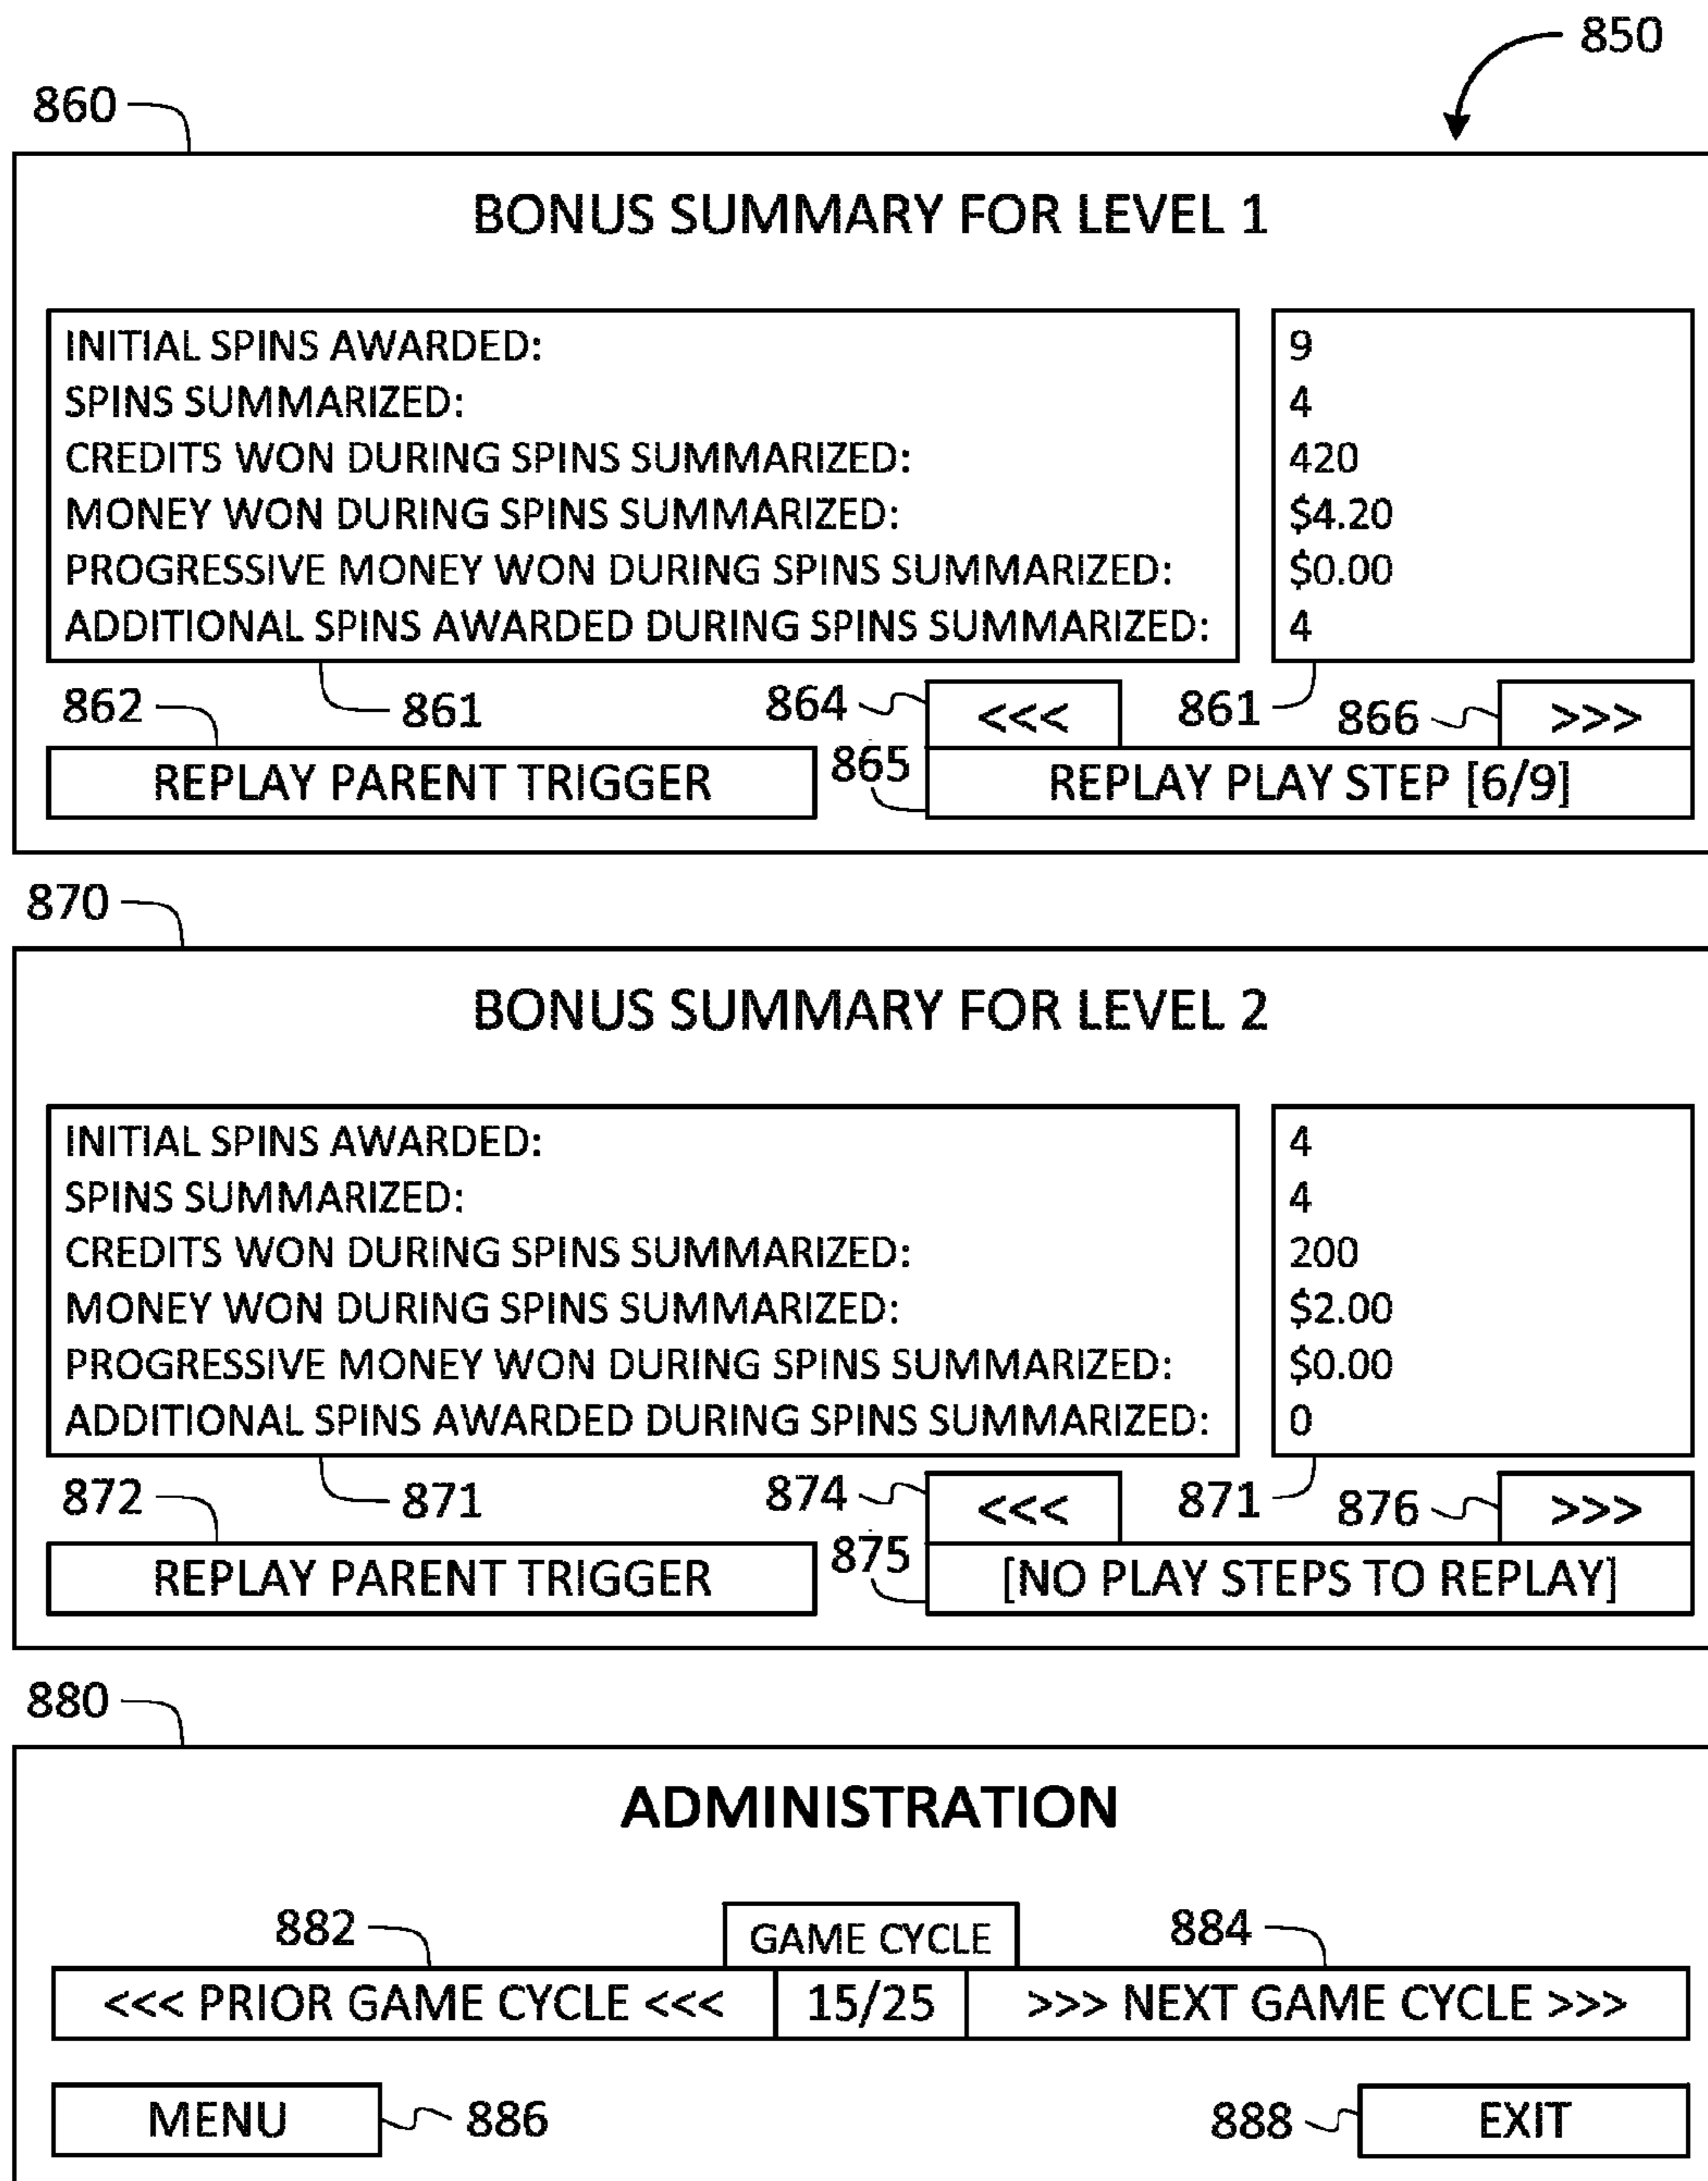 850
860
BONUS SUMMARY FOR LEVEL 1
INITIAL SPINS AWARDED: 9
SPINS SUMMARIZED: 4
CREDITS WON DURING SPINS SUMMARIZED: 420
MONEY WON DURING SPINS SUMMARIZED: $4.20
PROGRESSIVE MONEY WON DURING SPINS SUMMARIZED: $0.00
ADDITIONAL SPINS AWARDED DURING SPINS SUMMARIZED: 4
862 861 864 <<< 861 866 >>>
REPLAY PARENT TRIGGER 865 REPLAY PLAY STEP [6/9]
870
BONUS SUMMARY FOR LEVEL 2
INITIAL SPINS AWARDED: 4
SPINS SUMMARIZED: 4
CREDITS WON DURING SPINS SUMMARIZED: 200
MONEY WON DURING SPINS SUMMARIZED: $2.00
PROGRESSIVE MONEY WON DURING SPINS SUMMARIZED: $0.00
ADDITIONAL SPINS AWARDED DURING SPINS SUMMARIZED: 0
872 871 874 <<< 871 876 >>>
REPLAY PARENT TRIGGER 875 [NO PLAY STEPS TO REPLAY]
880
ADMINISTRATION
882 GAME CYCLE 884
<<< PRIOR GAME CYCLE <<< 15/25 >>> NEXT GAME CYCLE >>>
MENU 886 888 EXIT